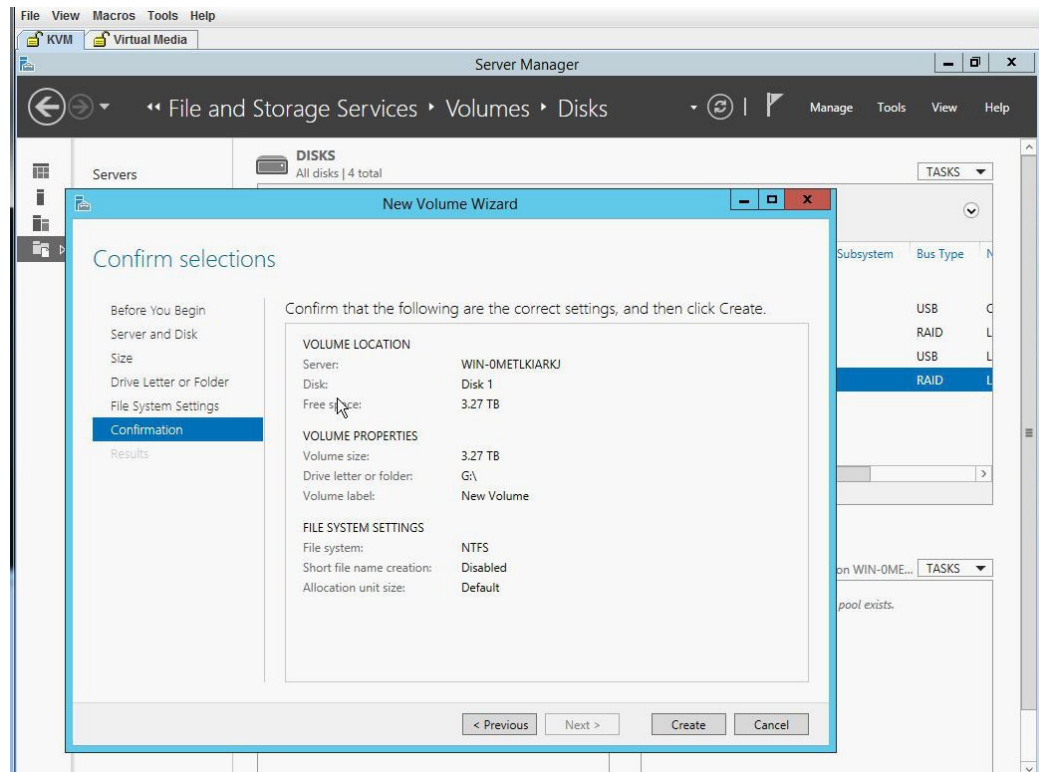 File View Macros Tools Help
KVM Virtual Media
Server Manager
File and Storage Services Volumes Disks Manage Tools View Help
DISKS
Servers All disks | 4 total TASKS
New Volume Wizard
Confirm selections
Subsystem Bus Type N
Before You Begin
Server and Disk
Size
Drive Letter or Folder
File System Settings
Confirmation
Results
Confirm that the following are the correct settings, and then click Create.
VOLUME LOCATION
Server: WIN-0METLKIARKJ
Disk: Disk 1
Free space: 3.27 TB
VOLUME PROPERTIES
Volume size: 3.27 TB
Drive letter or folder: G:\
Volume label: New Volume
FILE SYSTEM SETTINGS
File system: NTFS
Short file name creation: Disabled
Allocation unit size: Default
USB C
RAID L
USB L
RAID L
on WIN-0ME... TASKS
pool exists.
< Previous Next > Create Cancel